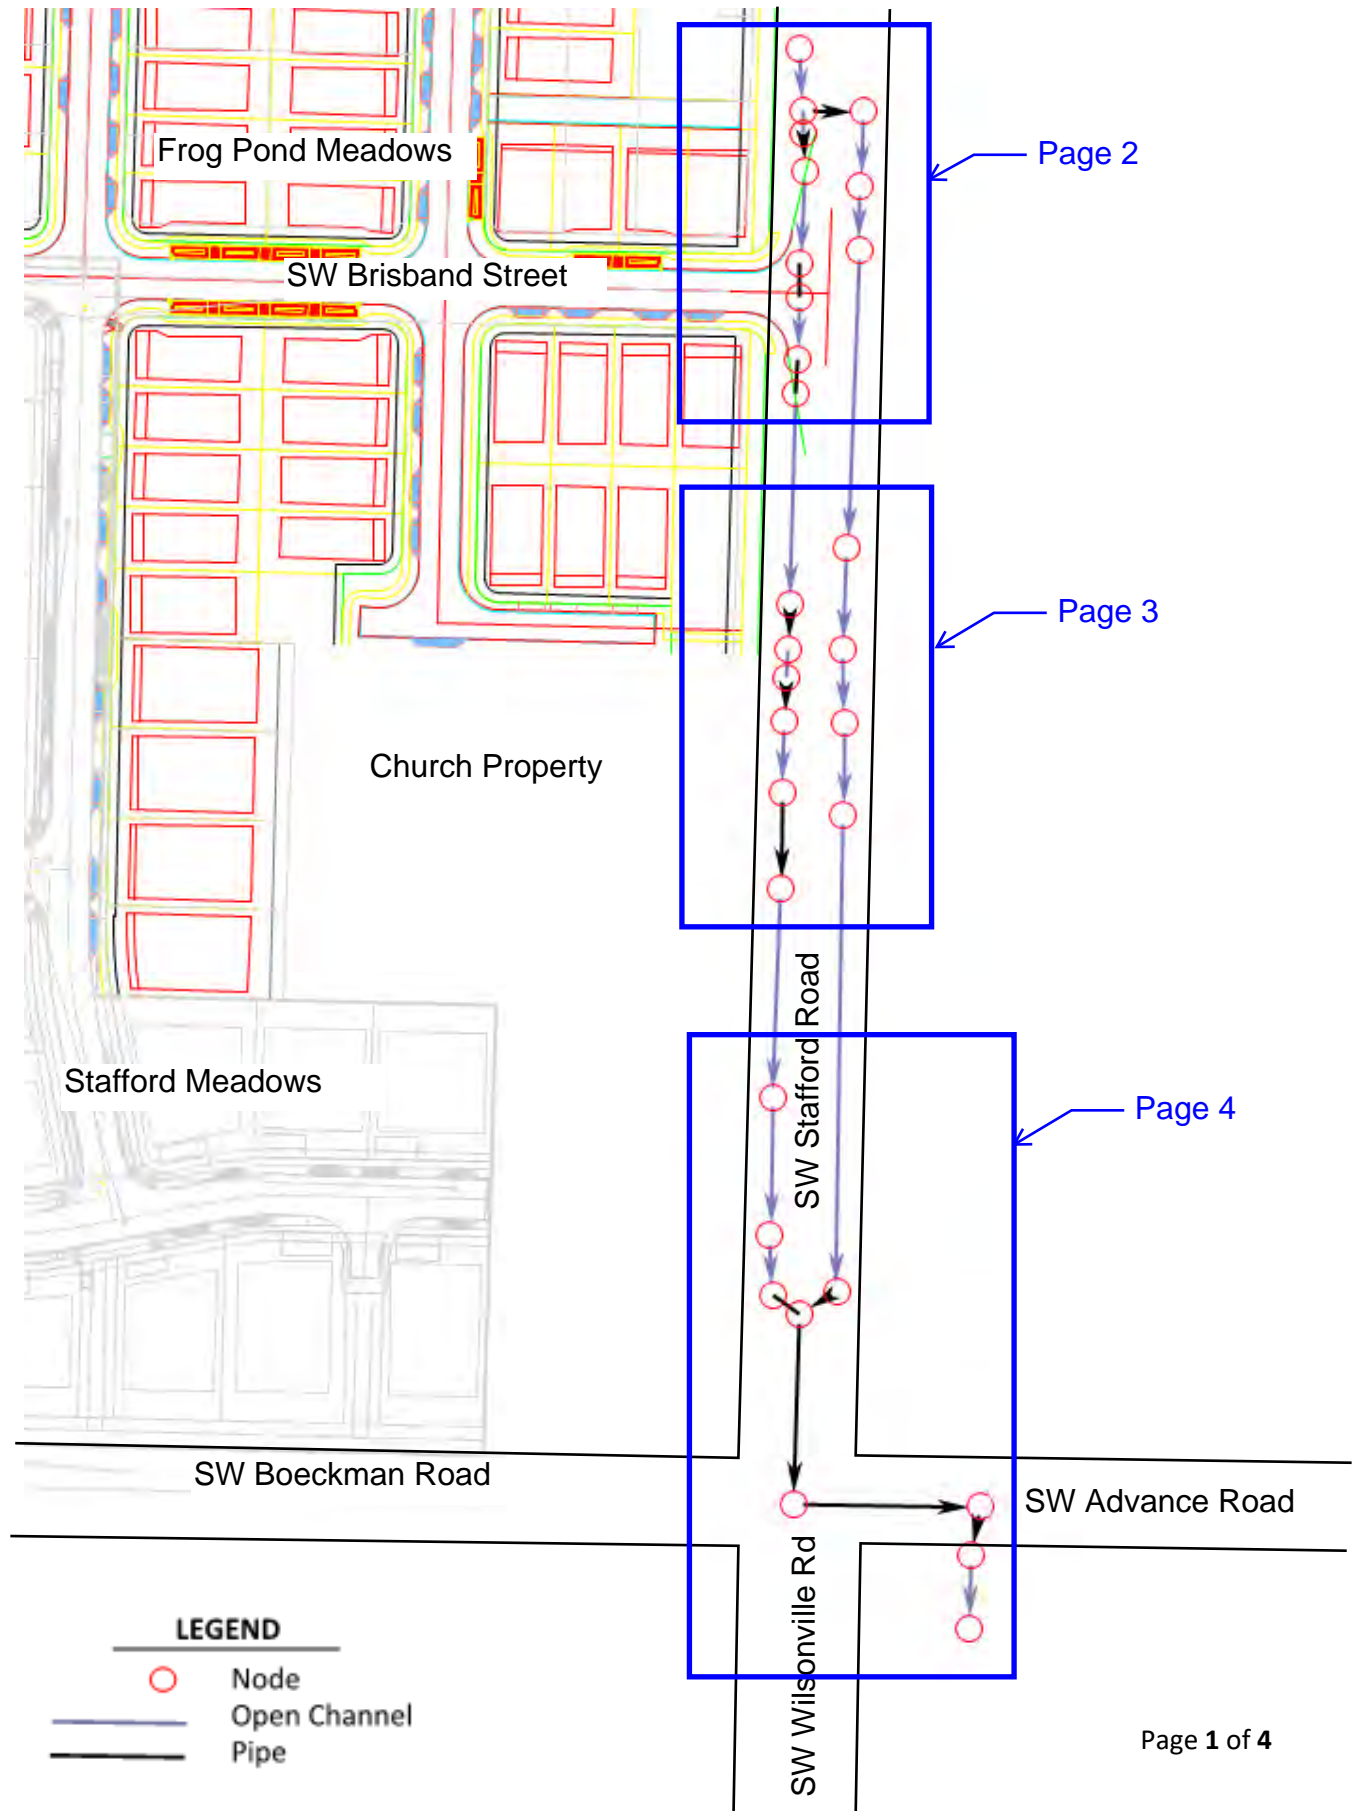 Frog Pond Meadows
Page 2
SW Brisband Street
Page 3
Church Property
SW Stafford Road
Stafford Meadows
Page 4
SW Boeckman Road
SW Advance Road
SW Wilsonville Rd
LEGEND
Node
Open Channel
Pipe
Page 1 of 4